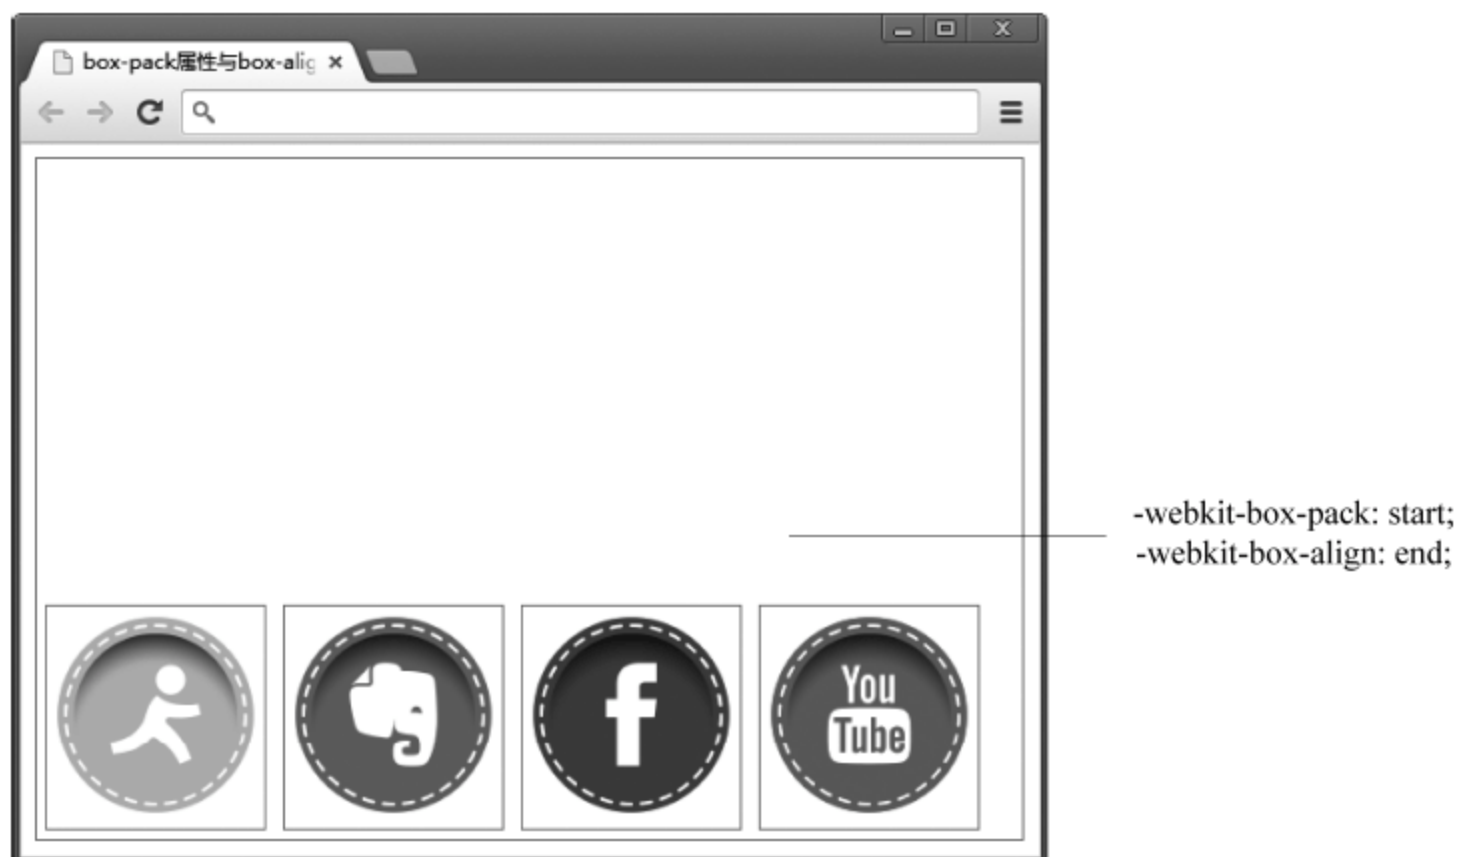 box-pack属性与box-alig
-webkit-box-pack: start;
-webkit-box-align: end;
f
You
Tube